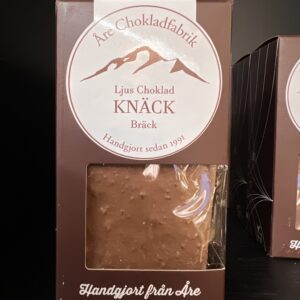 Åre Chokladfabrik
Ljus Choklad
KNÄCK
Bräck
Handgjort sedan 1991
Handgjort från Åre